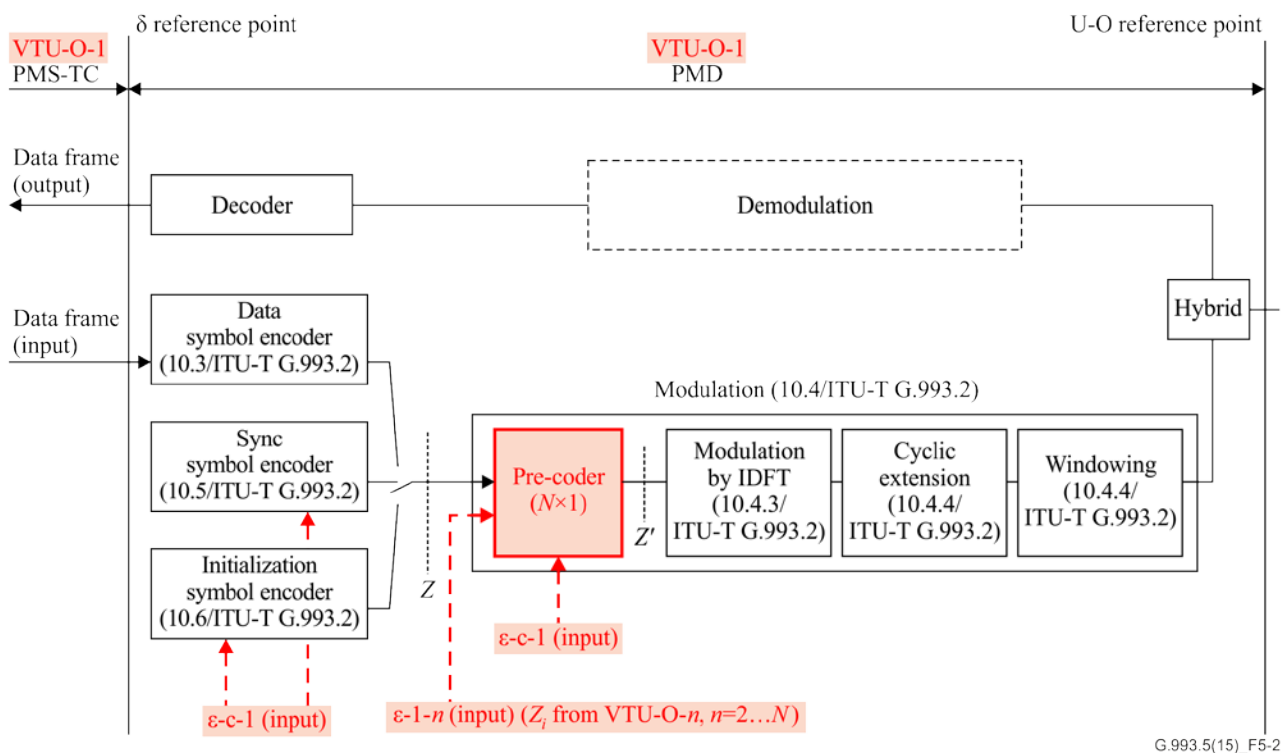 δ reference point
U-O reference point
VTU-O-1
PMS-TC
VTU-O-1
PMD
Data frame
(output)
Decoder
Demodulation
Hybrid
Data frame
(input)
Data
symbol encoder
(10.3/ITU-T G.993.2)
Modulation (10.4/ITU-T G.993.2)
Sync
symbol encoder
(10.5/ITU-T G.993.2)
Pre-coder
(N×1)
Z′
Modulation
by IDFT
(10.4.3/
ITU-T G.993.2)
Cyclic
extension
(10.4.4/
ITU-T G.993.2)
Windowing
(10.4.4/
ITU-T G.993.2)
Initialization
symbol encoder
(10.6/ITU-T G.993.2)
Z
ε-c-1 (input)
ε-c-1 (input)
ε-1-n (input) (Zi from VTU-O-n, n=2…N)
G.993.5(15)_F5-2